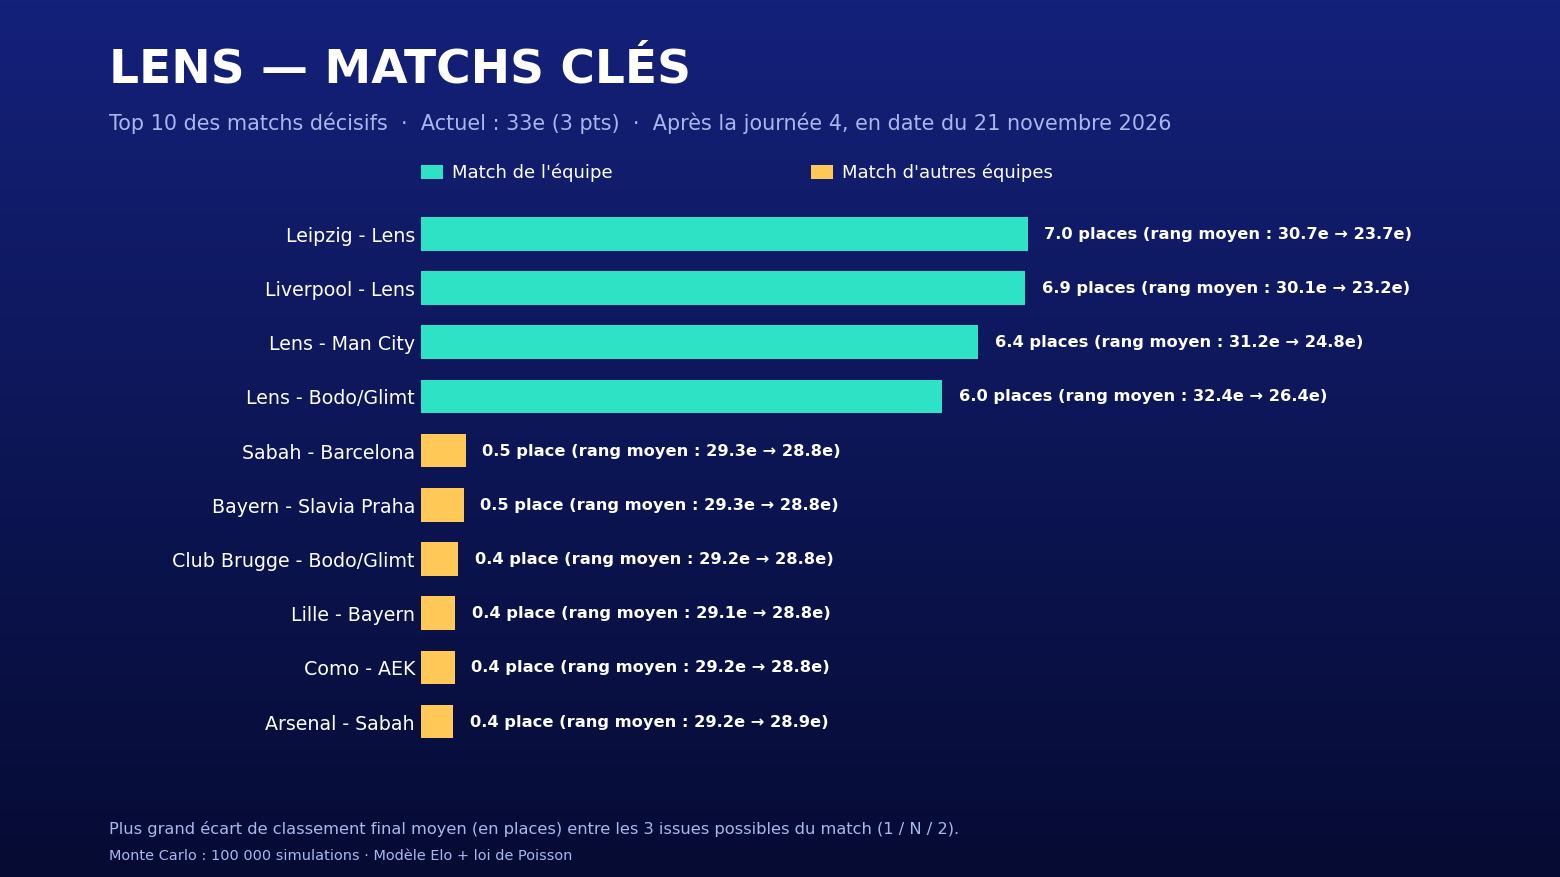 LENS — MATCHS CLÉS
Top 10 des matchs décisifs · Actuel : 33e (3 pts) · Après la journée 4, en date du 21 novembre 2026
Match de l'équipe Match d'autres équipes
Leipzig - Lens 7.0 places (rang moyen : 30.7e → 23.7e)
Liverpool - Lens 6.9 places (rang moyen : 30.1e → 23.2e)
Lens - Man City 6.4 places (rang moyen : 31.2e → 24.8e)
Lens - Bodo/Glimt 6.0 places (rang moyen : 32.4e → 26.4e)
Sabah - Barcelona 0.5 place (rang moyen : 29.3e → 28.8e)
Bayern - Slavia Praha 0.5 place (rang moyen : 29.3e → 28.8e)
Club Brugge - Bodo/Glimt 0.4 place (rang moyen : 29.2e → 28.8e)
Lille - Bayern 0.4 place (rang moyen : 29.1e → 28.8e)
Como - AEK 0.4 place (rang moyen : 29.2e → 28.8e)
Arsenal - Sabah 0.4 place (rang moyen : 29.2e → 28.9e)
Plus grand écart de classement final moyen (en places) entre les 3 issues possibles du match (1 / N / 2).
Monte Carlo : 100 000 simulations · Modèle Elo + loi de Poisson